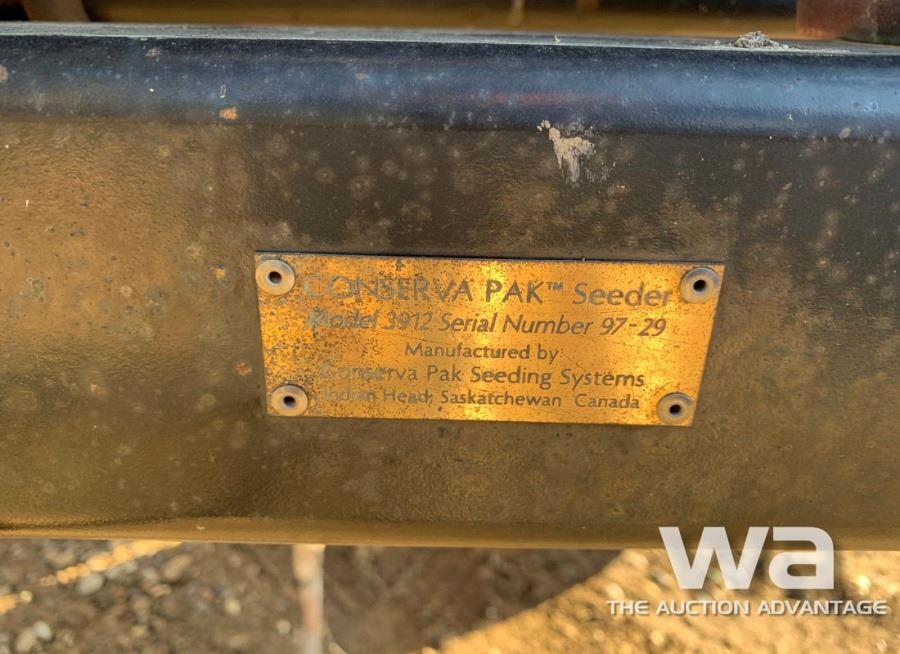 CONSERVA PAK™ Seeder
Model 3912 Serial Number 97-29
Manufactured by
Conserva Pak Seeding Systems
Indian Head, Saskatchewan Canada
wa
THE AUCTION ADVANTAGE